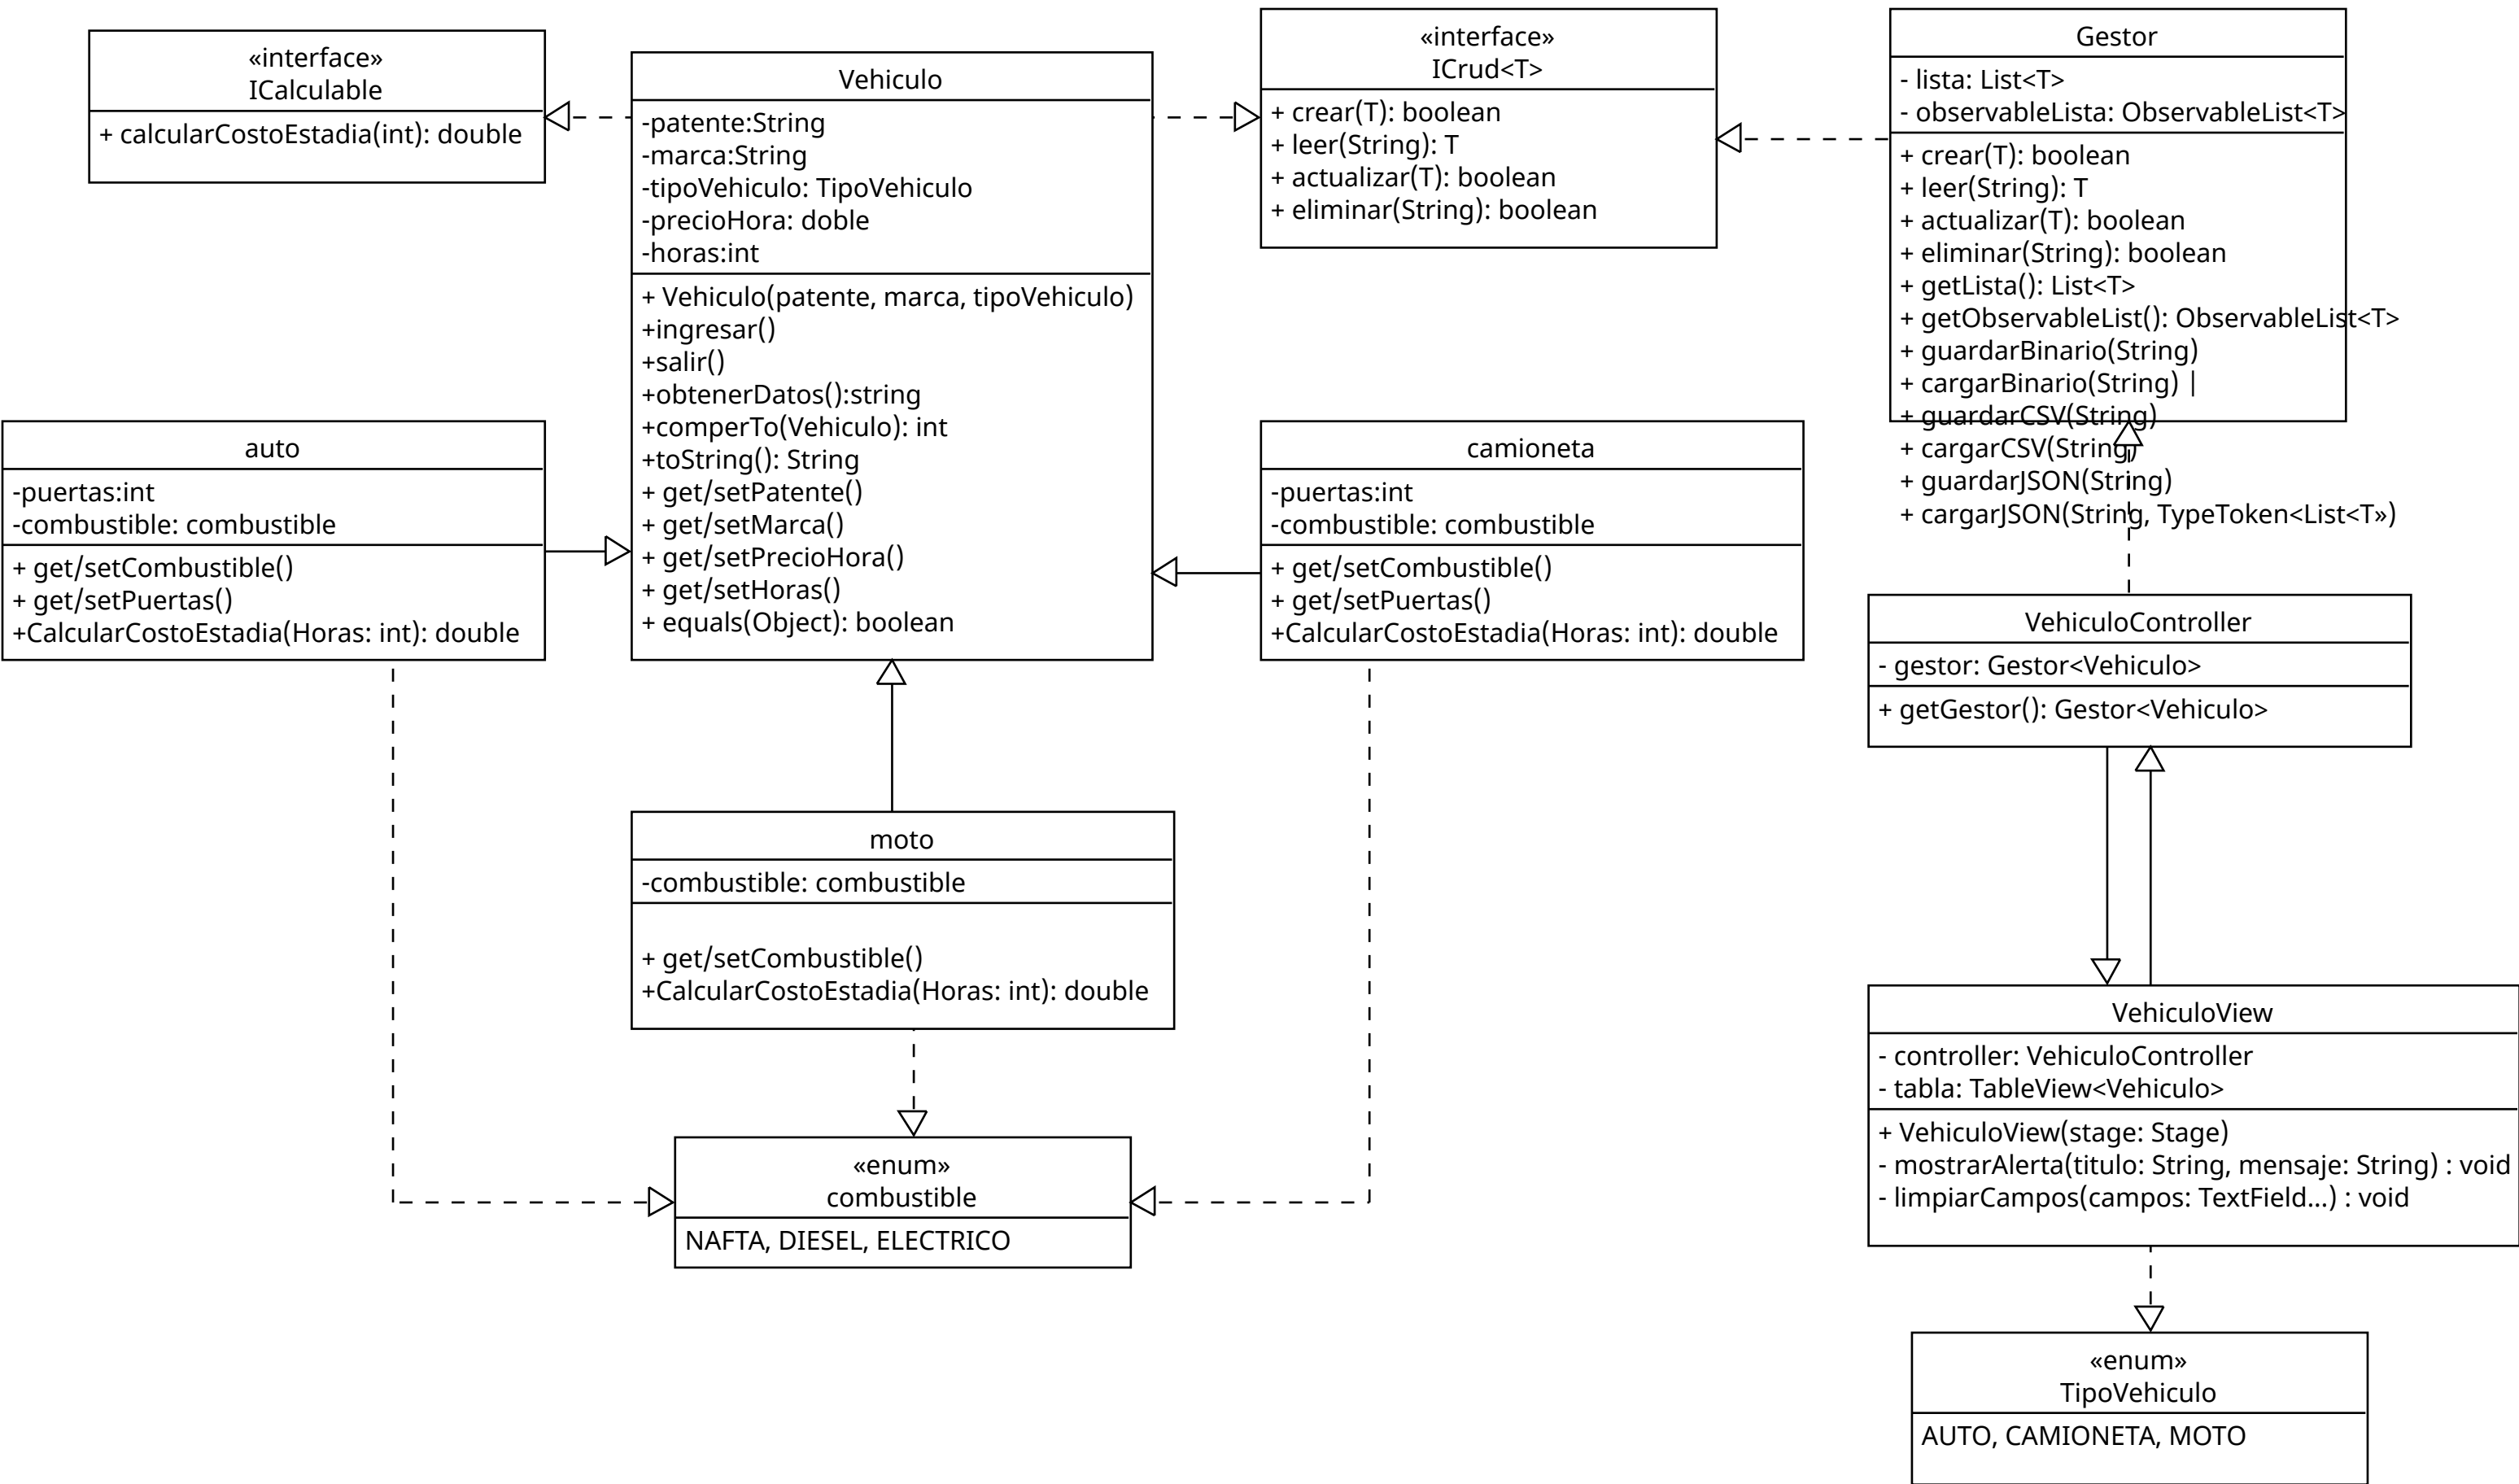 «interface»
ICalculable
+ calcularCostoEstadia(int): double
Vehiculo
-patente:String
-marca:String
-tipoVehiculo: TipoVehiculo
-precioHora: doble
-horas:int
+ Vehiculo(patente, marca, tipoVehiculo)
+ingresar()
+salir()
+obtenerDatos():string
+comperTo(Vehiculo): int
+toString(): String
+ get/setPatente()
+ get/setMarca()
+ get/setPrecioHora()
+ get/setHoras()
+ equals(Object): boolean
«interface»
ICrud<T>
+ crear(T): boolean
+ leer(String): T
+ actualizar(T): boolean
+ eliminar(String): boolean
Gestor
- lista: List<T>
- observableLista: ObservableList<T>
+ crear(T): boolean
+ leer(String): T
+ actualizar(T): boolean
+ eliminar(String): boolean
+ getLista(): List<T>
+ getObservableList(): ObservableList<T>
+ guardarBinario(String)
+ cargarBinario(String) |
+ guardarCSV(String)
+ cargarCSV(String)
+ guardarJSON(String)
+ cargarJSON(String, TypeToken<List<T»)
auto
-puertas:int
-combustible: combustible
+ get/setCombustible()
+ get/setPuertas()
+CalcularCostoEstadia(Horas: int): double
camioneta
-puertas:int
-combustible: combustible
+ get/setCombustible()
+ get/setPuertas()
+CalcularCostoEstadia(Horas: int): double
VehiculoController
- gestor: Gestor<Vehiculo>
+ getGestor(): Gestor<Vehiculo>
moto
-combustible: combustible
+ get/setCombustible()
+CalcularCostoEstadia(Horas: int): double
VehiculoView
- controller: VehiculoController
- tabla: TableView<Vehiculo>
+ VehiculoView(stage: Stage)
- mostrarAlerta(titulo: String, mensaje: String) : void
- limpiarCampos(campos: TextField...) : void
«enum»
combustible
NAFTA, DIESEL, ELECTRICO
«enum»
TipoVehiculo
AUTO, CAMIONETA, MOTO